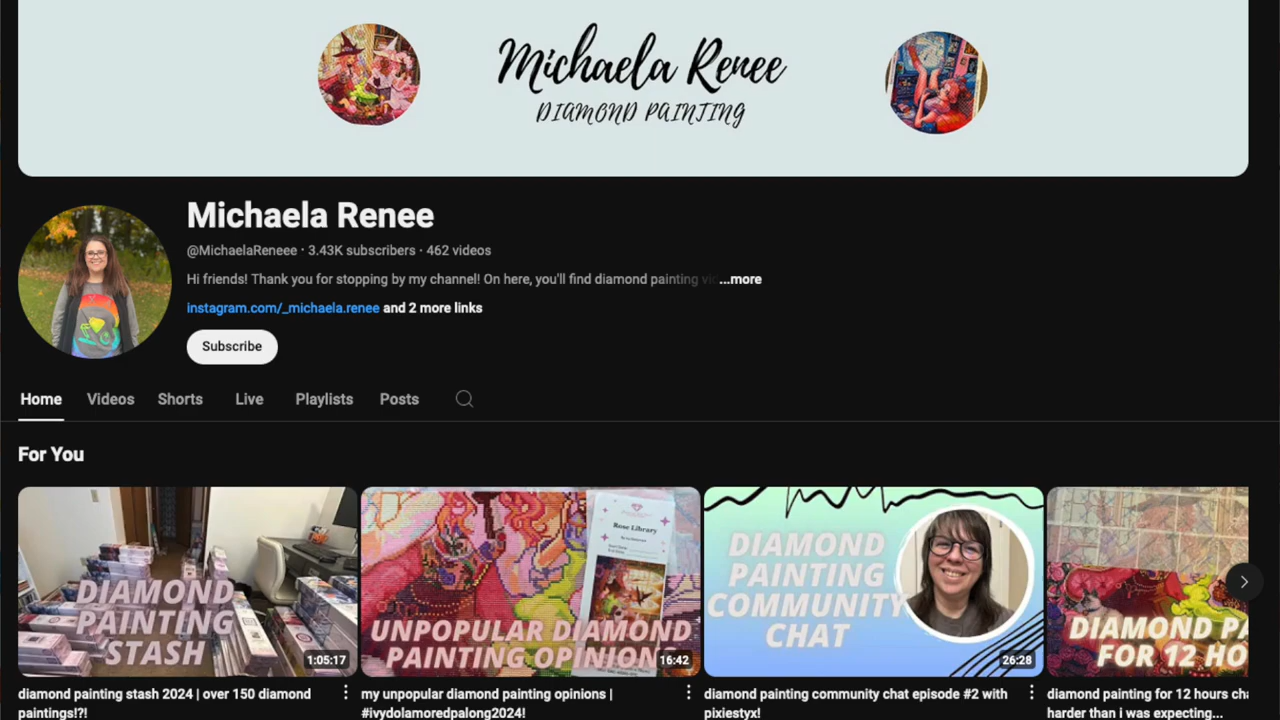 Michaela Renee
DIAMOND PAINTING
Michaela Renee
@MichaelaReneee · 3.43K subscribers · 462 videos
Hi friends! Thank you for stopping by my channel! On here, you'll find diamond painting vi ...more
instagram.com/_michaela.renee and 2 more links
Subscribe
Home Videos Shorts Live Playlists Posts
For You
DIAMOND
PAINTING
STASH
1:05:17
Rose Library
UNPOPULAR DIAMOND
PAINTING OPINIONS
16:42
DIAMOND
PAINTING
COMMUNITY
CHAT
26:28
DIAMOND PA
FOR 12 HO
diamond painting stash 2024 | over 150 diamond
paintings!?!
my unpopular diamond painting opinions |
#ivydolamoredpalong2024!
diamond painting community chat episode #2 with
pixiestyx!
diamond painting for 12 hours cha
harder than i was expecting...